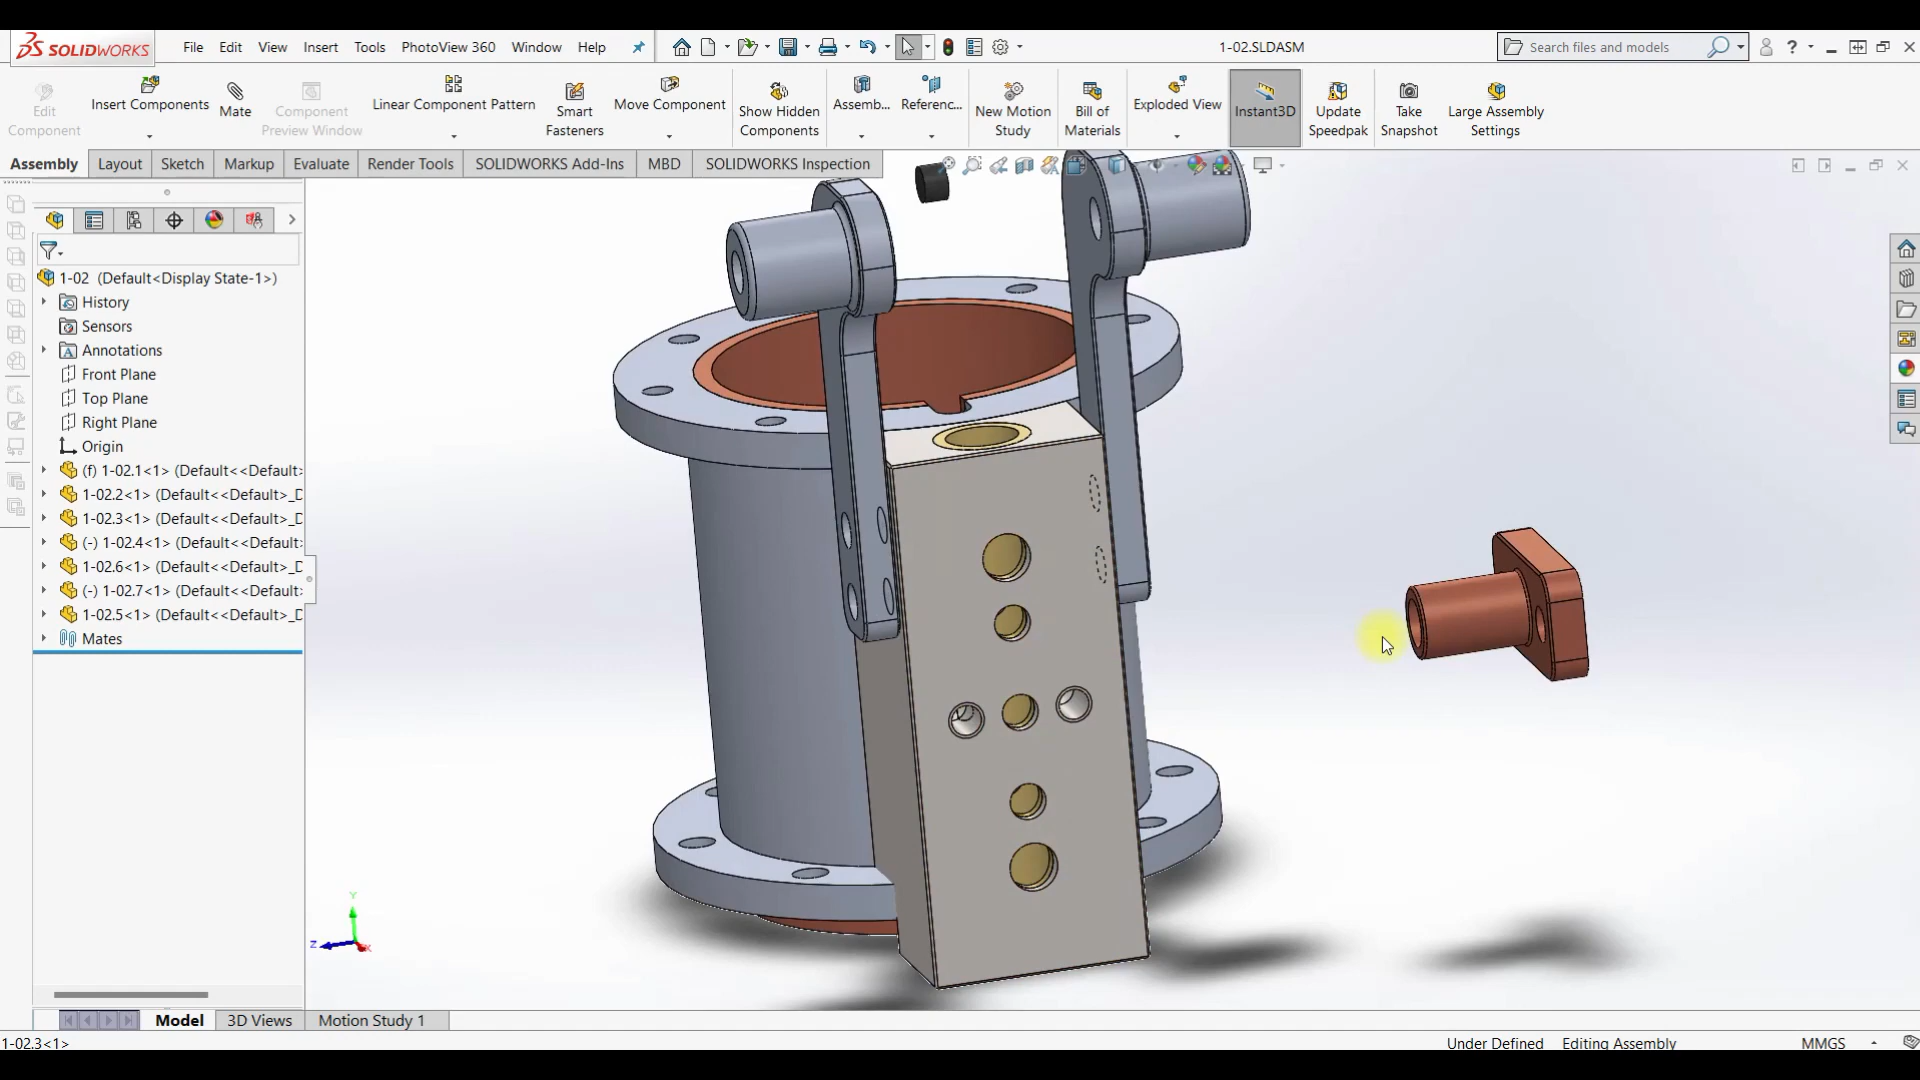 SOLIDWORKS
File Edit View Insert Tools PhotoView 360 Window Help
1-02.SLDASM
Search files and models
Edit Component
Insert Components
Mate
Component Preview Window
Linear Component Pattern
Smart Fasteners
Move Component
Show Hidden Components
Assemb...
Referenc...
New Motion Study
Bill of Materials
Exploded View
Instant3D
Update Speedpak
Take Snapshot
Large Assembly Settings
Assembly Layout Sketch Markup Evaluate Render Tools SOLIDWORKS Add-Ins MBD SOLIDWORKS Inspection
1-02 (Default<Display State-1>)
History
Sensors
Annotations
Front Plane
Top Plane
Right Plane
Origin
(f) 1-02.1<1> (Default<<Default>
1-02.2<1> (Default<<Default>_D
1-02.3<1> (Default<<Default>_D
(-) 1-02.4<1> (Default<<Default>
1-02.6<1> (Default<<Default>_D
(-) 1-02.7<1> (Default<<Default>
1-02.5<1> (Default<<Default>_D
Mates
Y
Z
X
Model 3D Views Motion Study 1
1-02.3<1>
Under Defined Editing Assembly MMGS